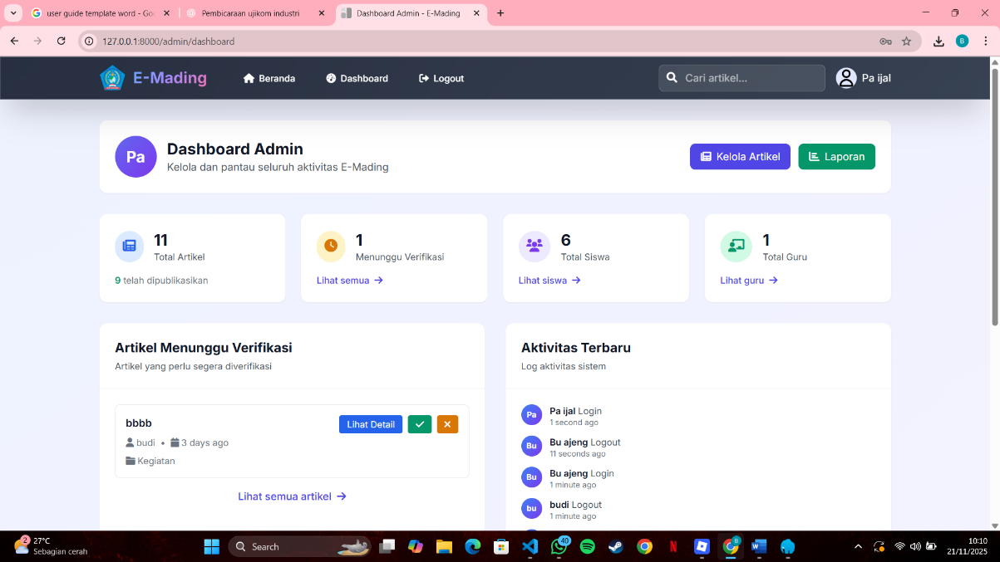 user guide template word - Go
Pembicaraan ujikom industri
Dashboard Admin - E-Mading
127.0.0.1:8000/admin/dashboard
B
E-Mading
Beranda
Dashboard
Logout
Cari artikel...
Pa ijal
Pa
Dashboard Admin
Kelola dan pantau seluruh aktivitas E-Mading
Kelola Artikel
Laporan
11
Total Artikel
9 telah dipublikasikan
1
Menunggu Verifikasi
Lihat semua
6
Total Siswa
Lihat siswa
1
Total Guru
Lihat guru
Artikel Menunggu Verifikasi
Artikel yang perlu segera diverifikasi
bbbb
budi • 3 days ago
Kegiatan
Lihat Detail
Lihat semua artikel
Aktivitas Terbaru
Log aktivitas sistem
Pa
Pa ijal Login
1 second ago
Bu
Bu ajeng Logout
11 seconds ago
Bu
Bu ajeng Login
1 minute ago
bu
budi Logout
1 minute ago
2
27°C
Sebagian cerah
Search
40
B
10:10
21/11/2025